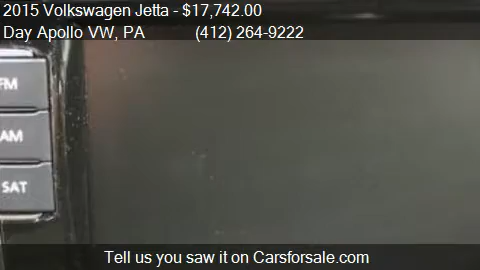 2015 Volkswagen Jetta - $17,742.00
Day Apollo VW, PA (412) 264-9222
FM
AM
SAT
Tell us you saw it on Carsforsale.com